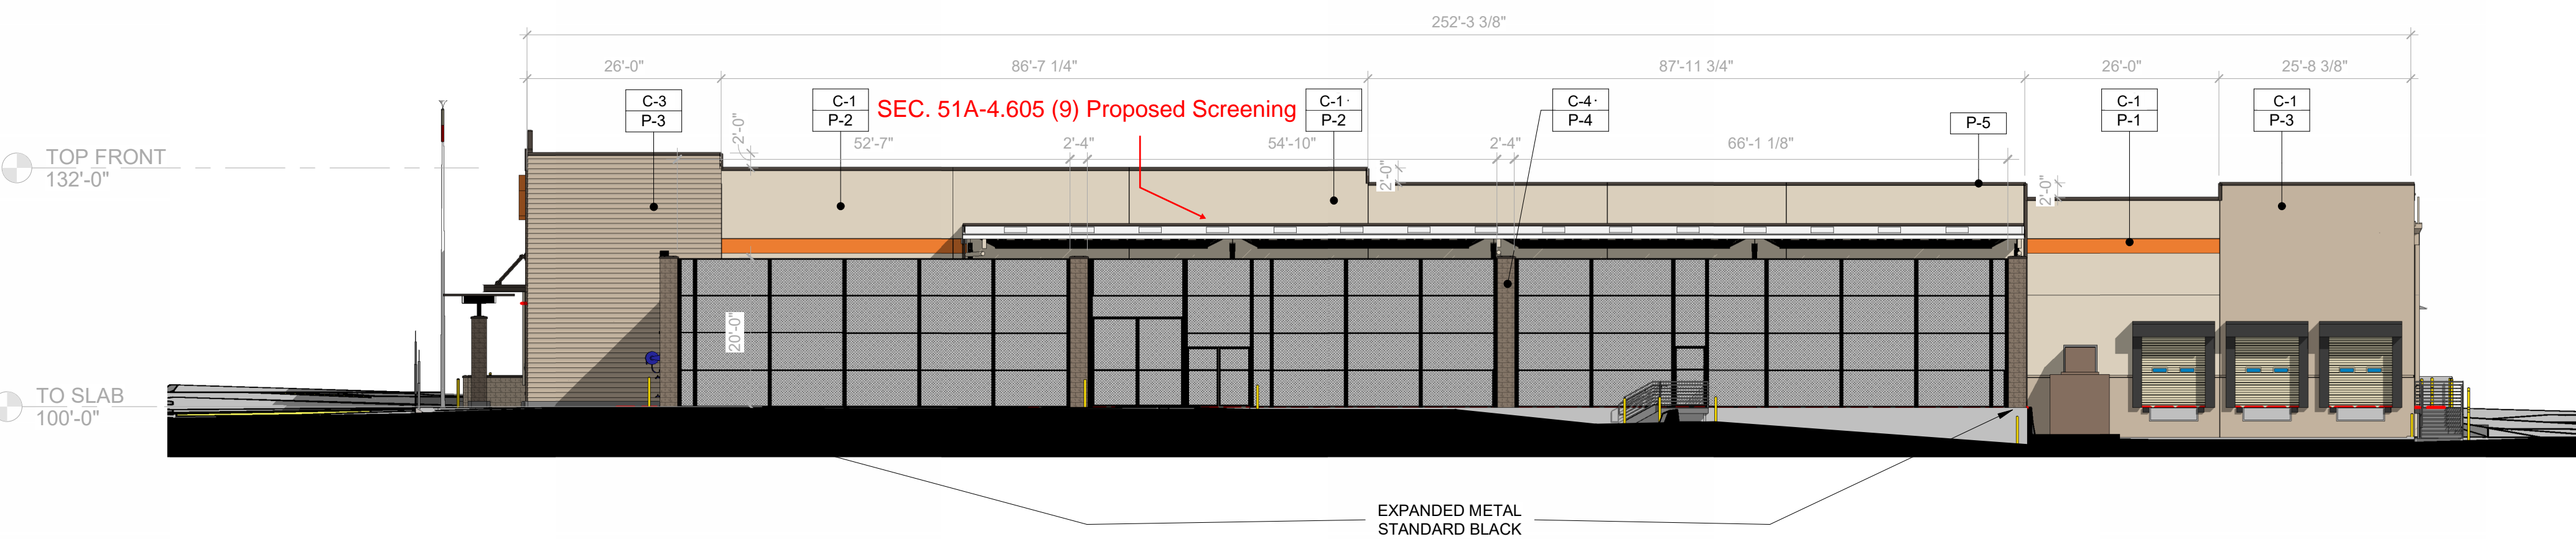 252'-3 3/8"
26'-0"
86'-7 1/4"
87'-11 3/4"
26'-0"
25'-8 3/8"
C-3
P-3
C-1
P-2
SEC. 51A-4.605 (9) Proposed Screening
C-1
P-2
C-4
P-4
P-5
C-1
P-1
C-1
P-3
2'-0"
52'-7"
2'-4"
54'-10"
2'-4"
66'-1 1/8"
TOP FRONT
132'-0"
2'-0"
2'-0"
20'-0"
TO SLAB
100'-0"
EXPANDED METAL
STANDARD BLACK